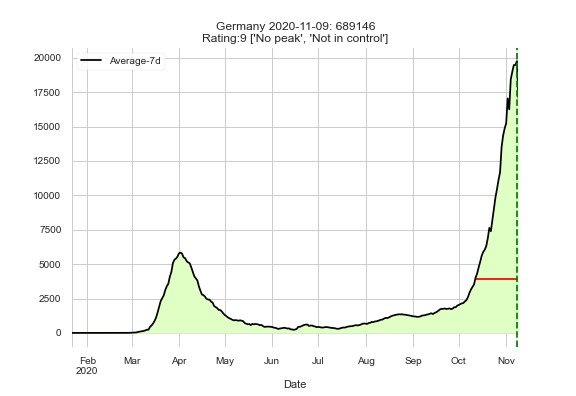 Germany 2020-11-09: 689146
Rating:9 ['No peak', 'Not in control']
Average-7d
20000
17500
15000
12500
10000
7500
5000
2500
0
Feb Mar Apr May Jun Jul Aug Sep Oct Nov
2020
Date